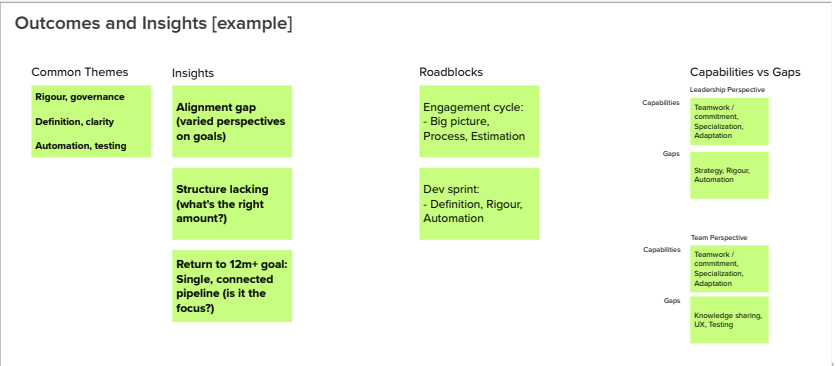 Outcomes and Insights [example]
Common Themes
Rigour, governance
Definition, clarity
Automation, testing
Insights
Alignment gap
(varied perspectives
on goals)
Structure lacking
(what's the right
amount?)
Return to 12m+ goal:
Single, connected
pipeline (is it the
focus?)
Roadblocks
Engagement cycle:
- Big picture,
Process, Estimation
Dev sprint:
- Definition, Rigour,
Automation
Capabilities vs Gaps
Leadership Perspective
Capabilities
Teamwork /
commitment,
Specialization,
Adaptation
Gaps
Strategy, Rigour,
Automation
Team Perspective
Capabilities
Teamwork /
commitment,
Specialization,
Adaptation
Gaps
Knowledge sharing,
UX, Testing